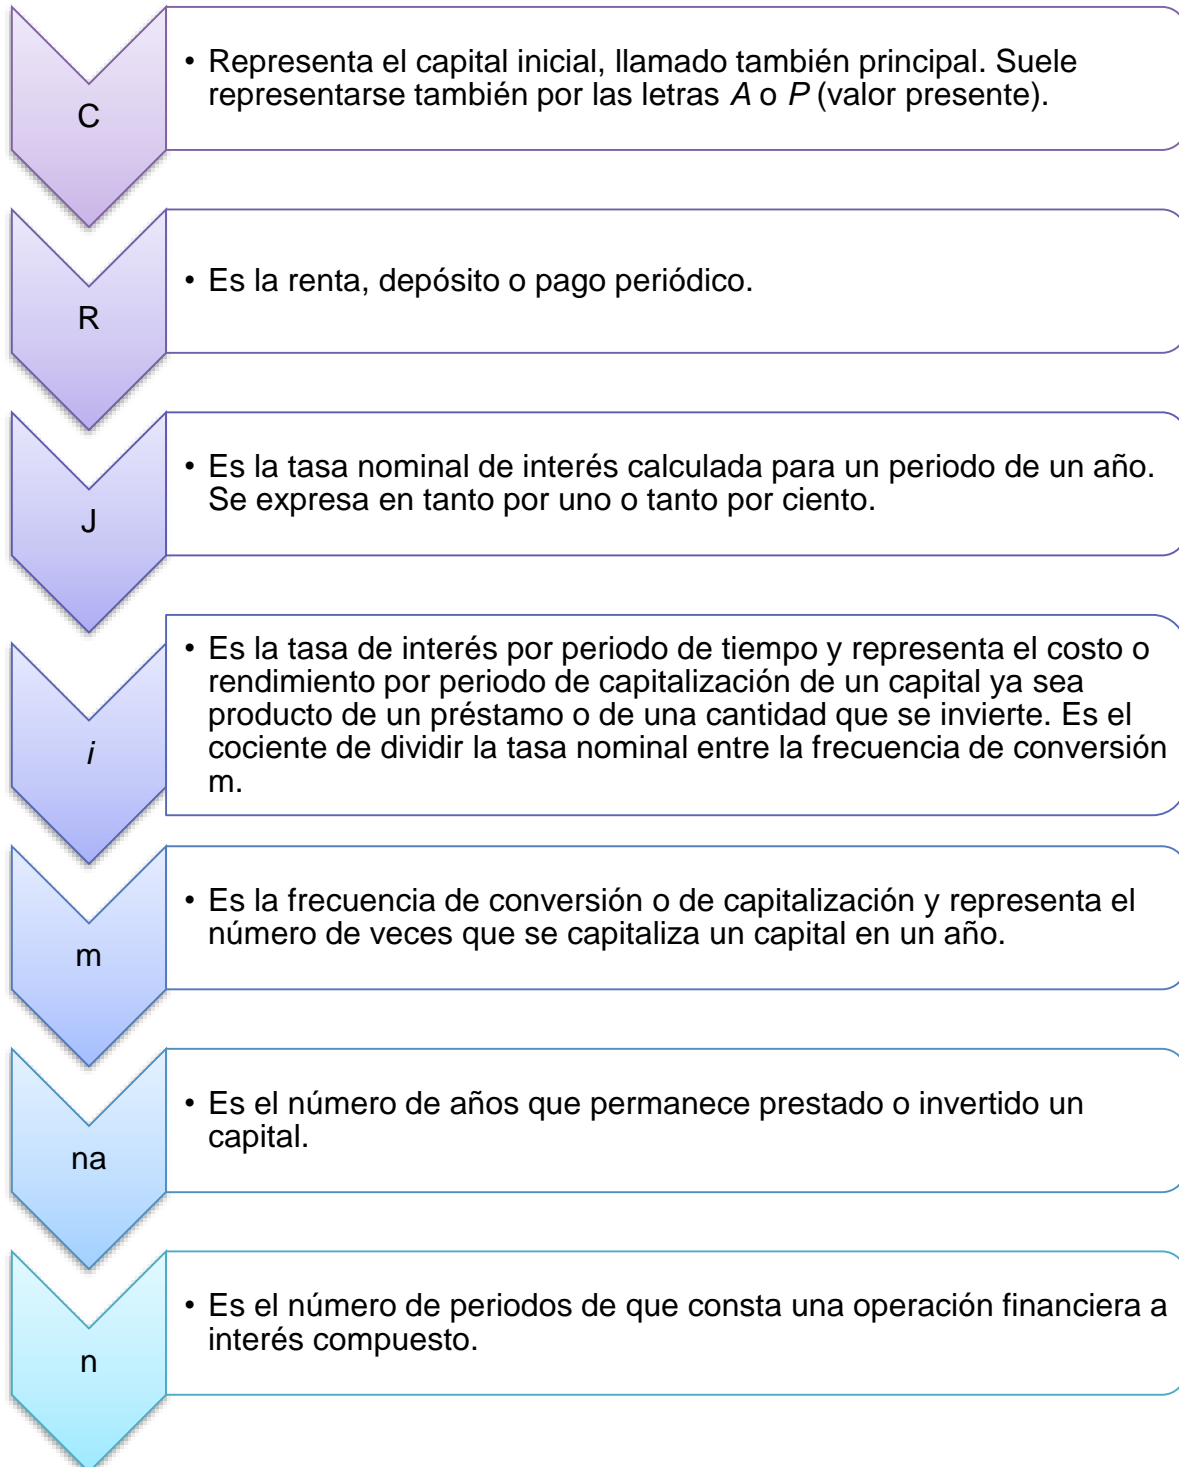 C
• Representa el capital inicial, llamado también principal. Suele
representarse también por las letras A o P (valor presente).
R
• Es la renta, depósito o pago periódico.
J
• Es la tasa nominal de interés calculada para un periodo de un año.
Se expresa en tanto por uno o tanto por ciento.
i
• Es la tasa de interés por periodo de tiempo y representa el costo o
rendimiento por periodo de capitalización de un capital ya sea
producto de un préstamo o de una cantidad que se invierte. Es el
cociente de dividir la tasa nominal entre la frecuencia de conversión
m.
m
• Es la frecuencia de conversión o de capitalización y representa el
número de veces que se capitaliza un capital en un año.
na
• Es el número de años que permanece prestado o invertido un
capital.
n
• Es el número de periodos de que consta una operación financiera a
interés compuesto.